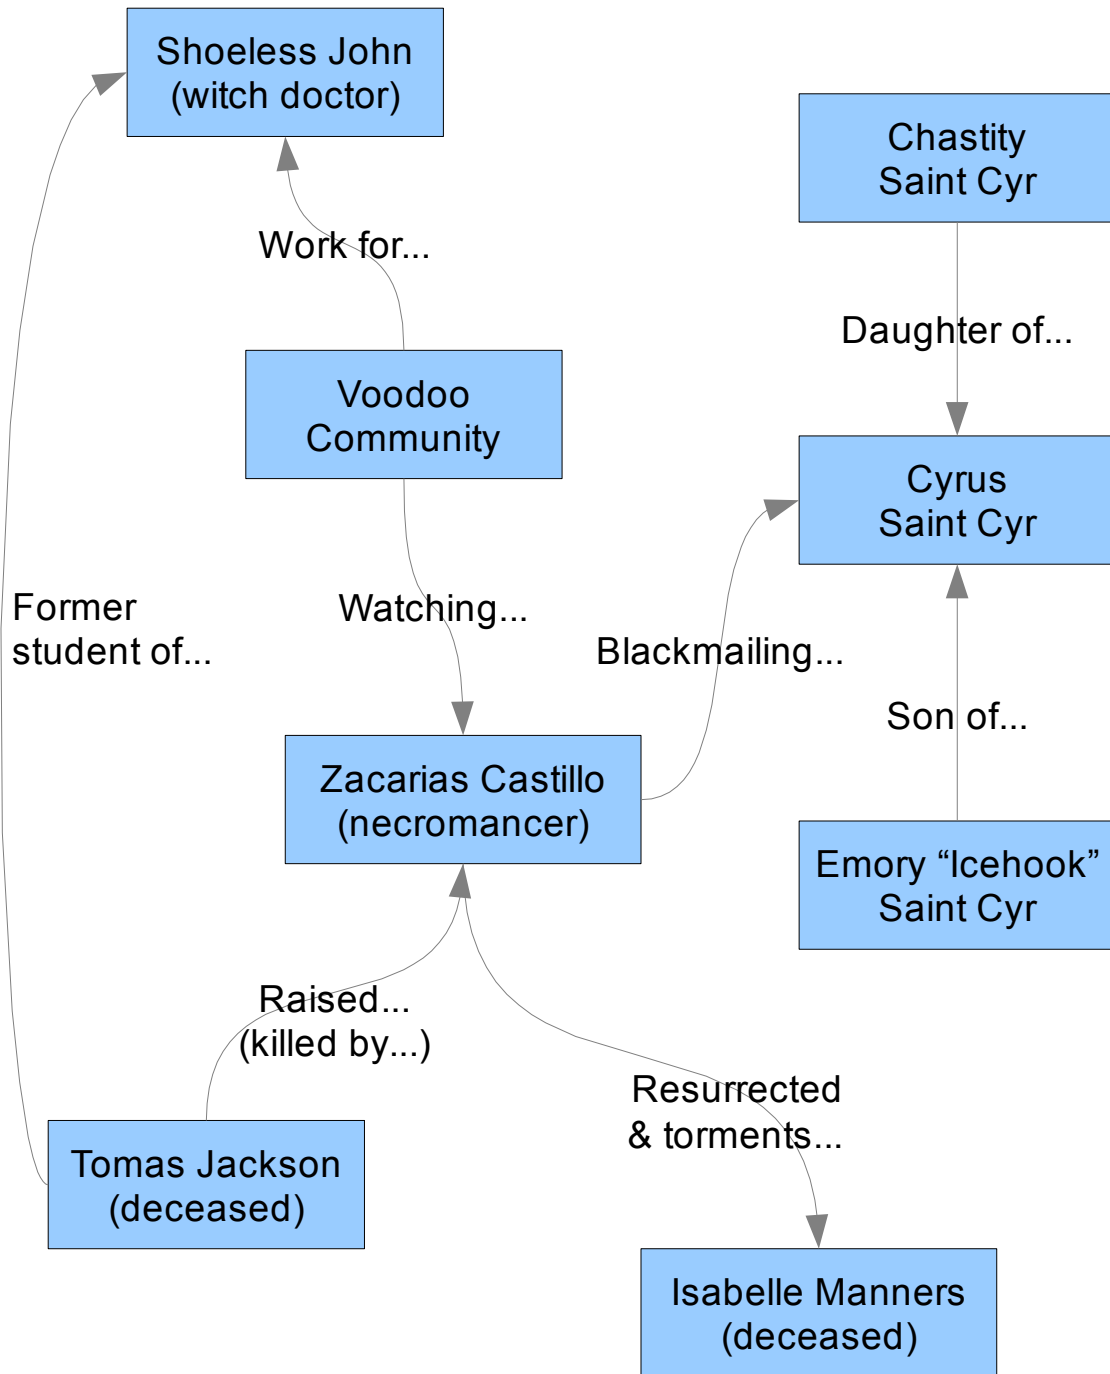 Shoeless John
(witch doctor)
Chastity
Saint Cyr
Work for...
Daughter of...
Voodoo
Community
Cyrus
Saint Cyr
Former
student of...
Watching...
Blackmailing...
Son of...
Zacarias Castillo
(necromancer)
Emory “Icehook”
Saint Cyr
Raised...
(killed by...)
Resurrected
& torments...
Tomas Jackson
(deceased)
Isabelle Manners
(deceased)